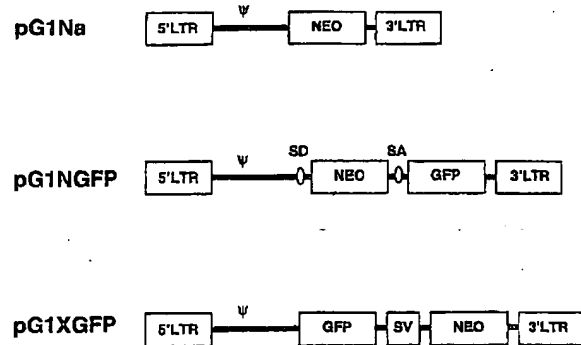 ψ
pG1Na 5'LTR NEO 3'LTR
SD SA
ψ
pG1NGFP 5'LTR NEO GFP 3'LTR
ψ
pG1XGFP 5'LTR GFP SV NEO 3'LTR